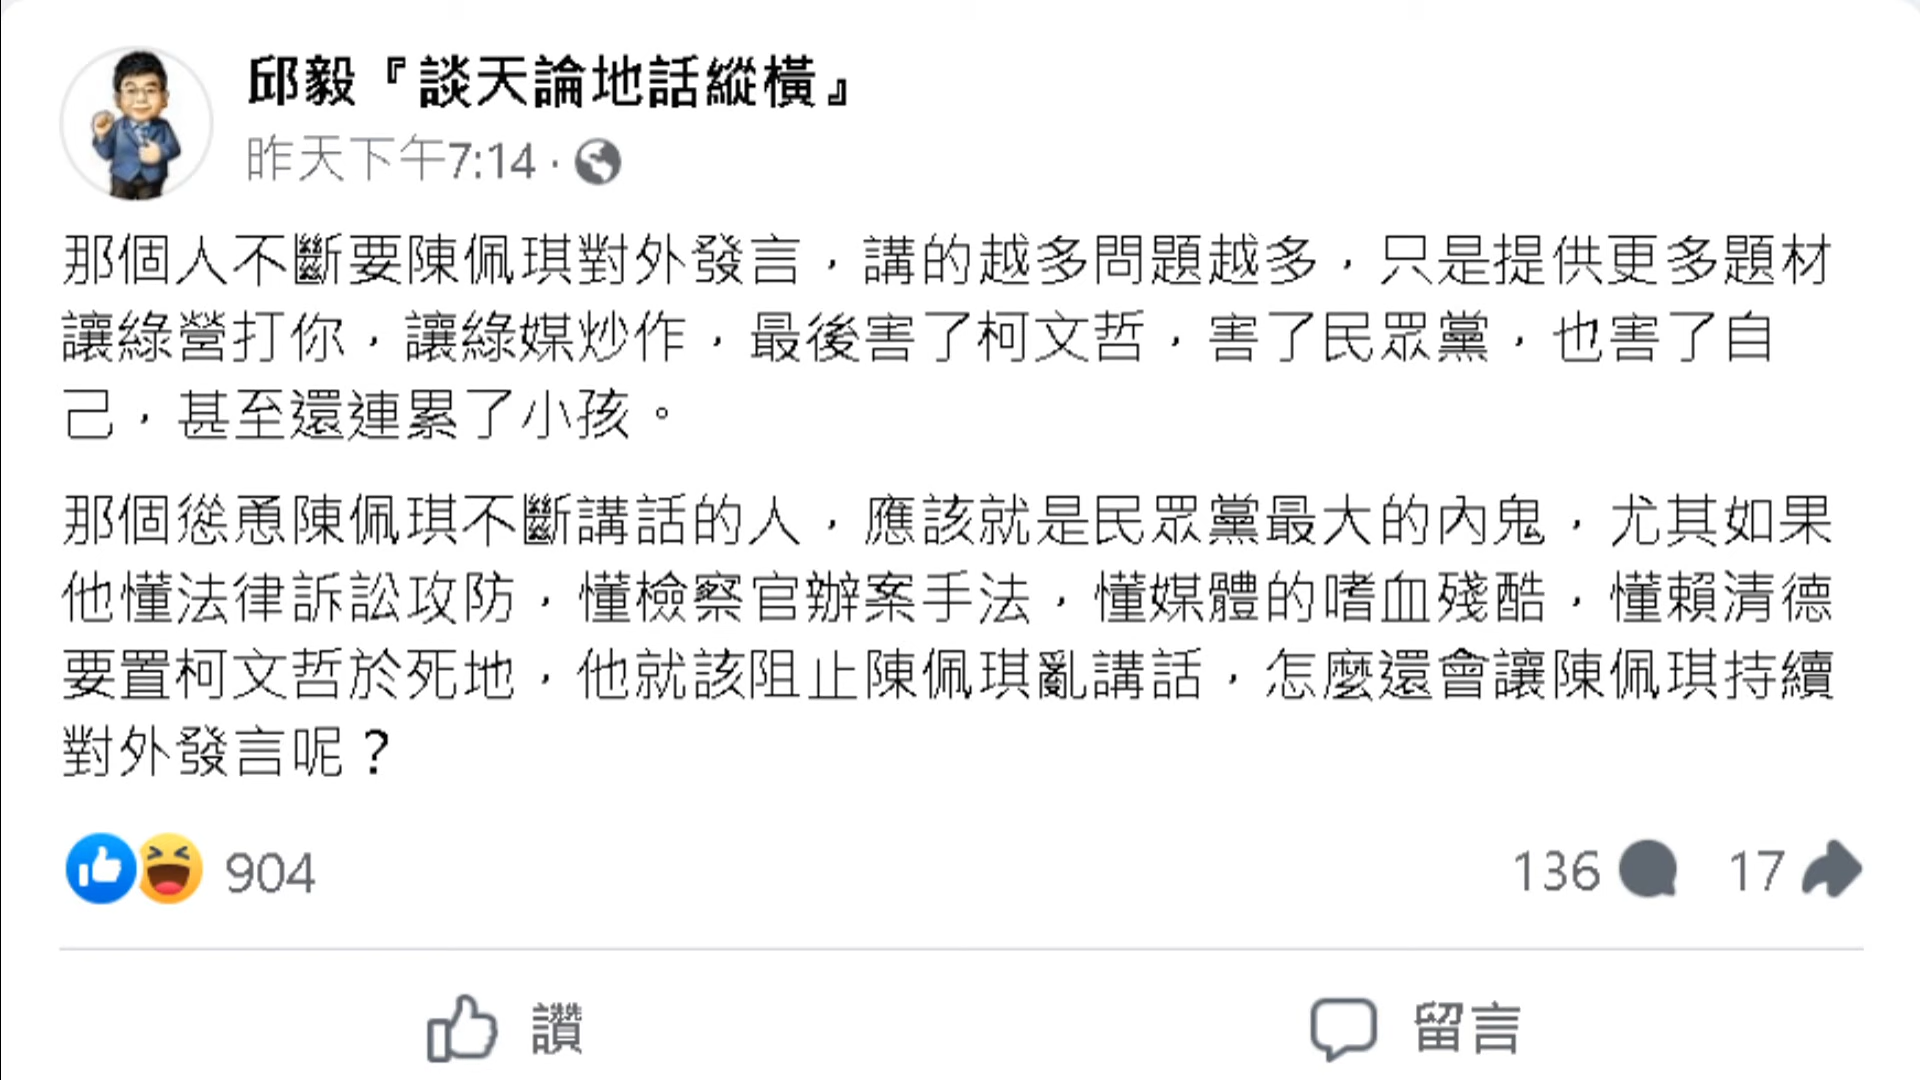 邱毅『談天論地話縱橫』
昨天下午7:14 ·
那個人不斷要陳佩琪對外發言，講的越多問題越多，只是提供更多題材
讓綠營打你，讓綠媒炒作，最後害了柯文哲，害了民眾黨，也害了自
己，甚至還連累了小孩。
那個慫恿陳佩琪不斷講話的人，應該就是民眾黨最大的內鬼，尤其如果
他懂法律訴訟攻防，懂檢察官辦案手法，懂媒體的嗜血殘酷，懂賴清德
要置柯文哲於死地，他就該阻止陳佩琪亂講話，怎麼還會讓陳佩琪持續
對外發言呢？
904 136 17
讚 留言